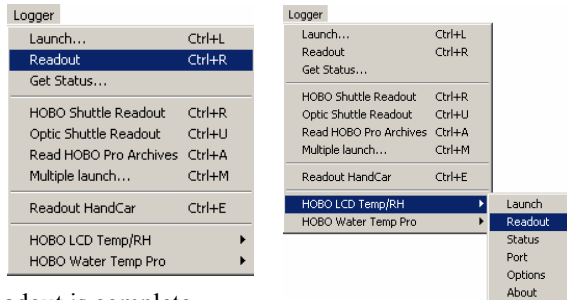 Logger
Launch... Ctrl+L
Readout Ctrl+R
Get Status...
HOBO Shuttle Readout Ctrl+R
Optic Shuttle Readout Ctrl+U
Read HOBO Pro Archives Ctrl+A
Multiple launch... Ctrl+M
Readout HandCar Ctrl+E
HOBO LCD Temp/RH
HOBO Water Temp Pro
Logger
Launch... Ctrl+L
Readout Ctrl+R
Get Status...
HOBO Shuttle Readout Ctrl+R
Optic Shuttle Readout Ctrl+U
Read HOBO Pro Archives Ctrl+A
Multiple launch... Ctrl+M
Readout HandCar Ctrl+E
HOBO LCD Temp/RH
HOBO Water Temp Pro
Launch
Readout
Status
Port
Options
About